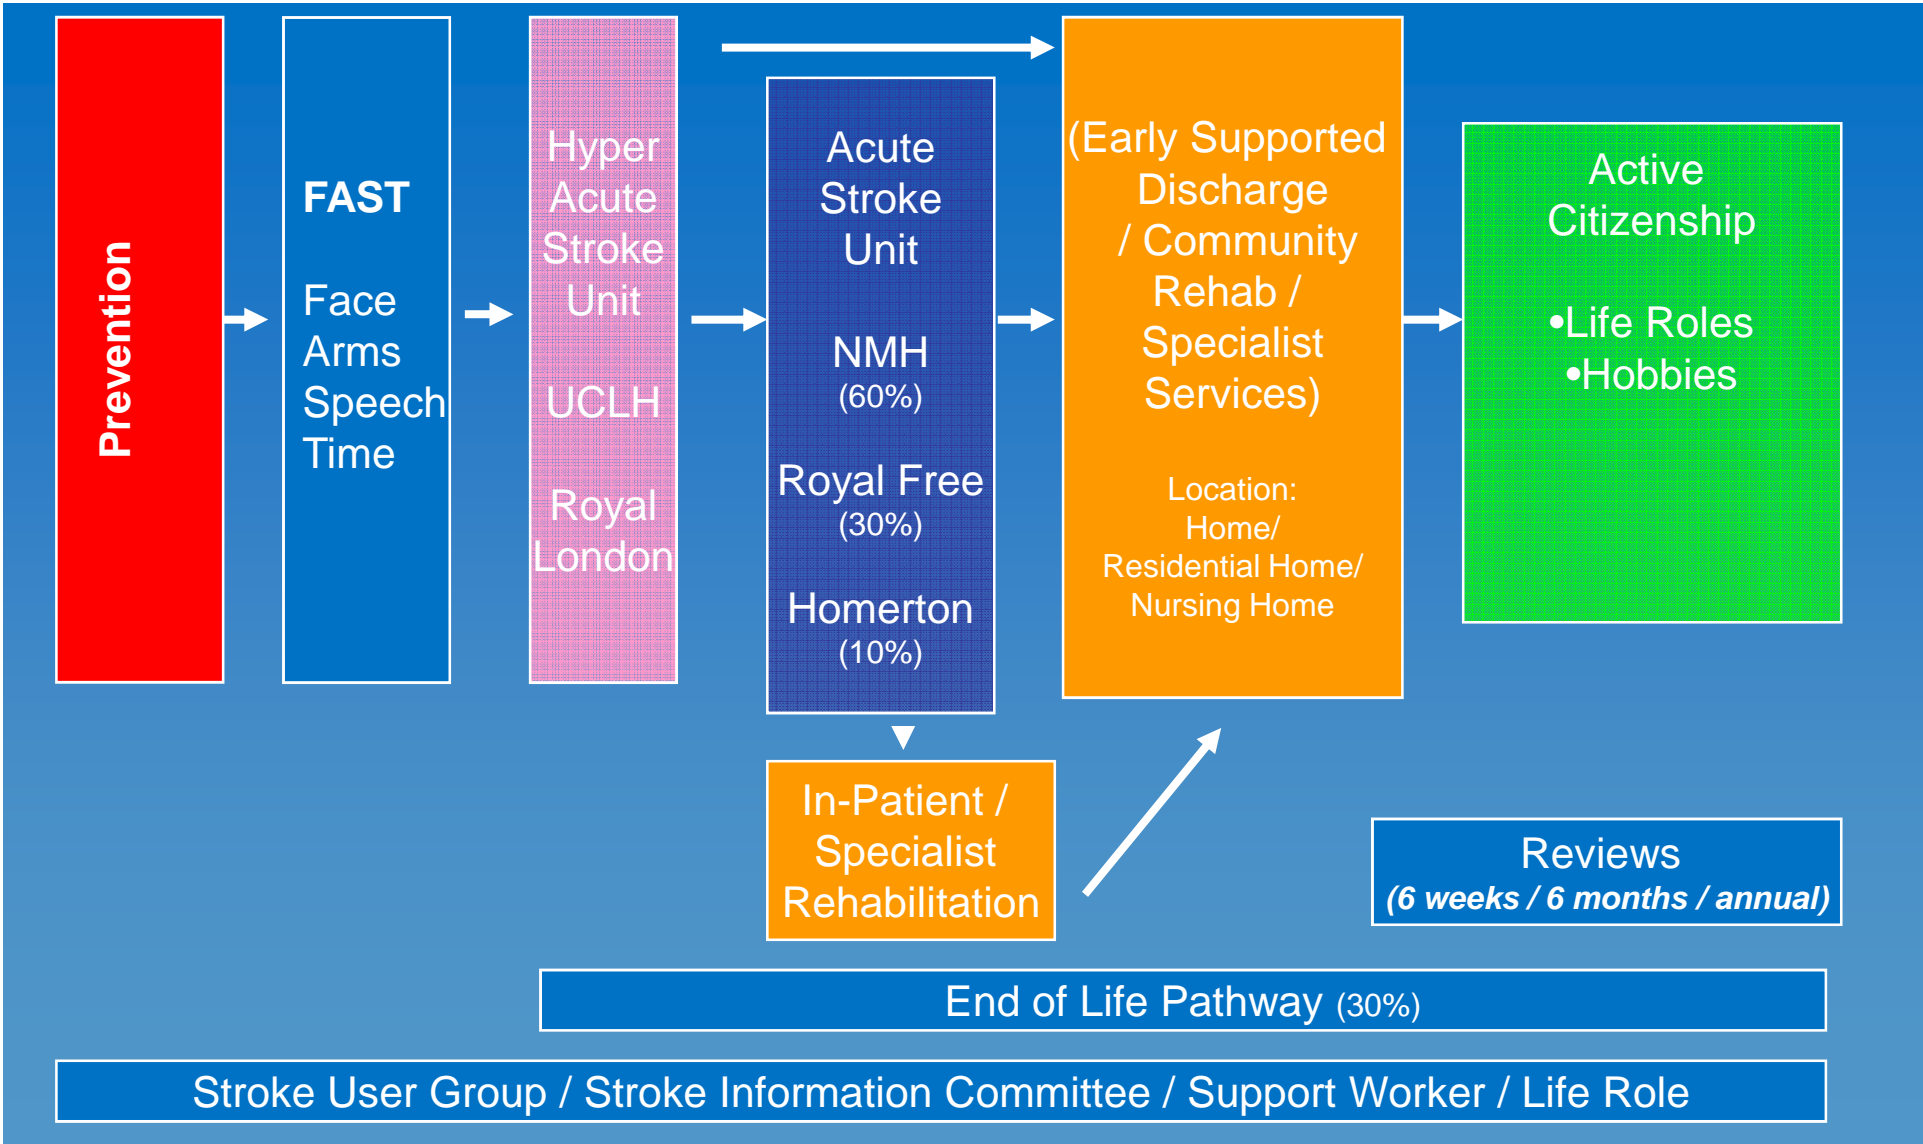 Prevention
FAST
Face
Arms
Speech
Time
Hyper
Acute
Stroke
Unit
UCLH
Royal
London
Acute
Stroke
Unit
NMH
(60%)
Royal Free
(30%)
Homerton
(10%)
(Early Supported
Discharge
/ Community
Rehab /
Specialist
Services)
Location:
Home/
Residential Home/
Nursing Home
Active
Citizenship
•Life Roles
•Hobbies
In-Patient /
Specialist
Rehabilitation
Reviews
(6 weeks / 6 months / annual)
End of Life Pathway (30%)
Stroke User Group / Stroke Information Committee / Support Worker / Life Role